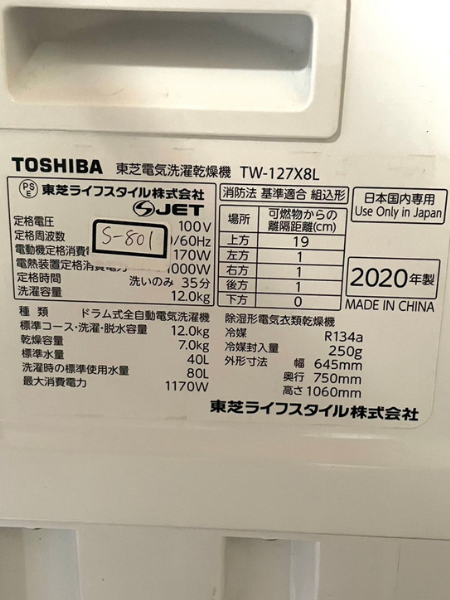 TOSHIBA 東芝電気洗濯乾燥機 TW-127X8L
PS E 東芝ライフスタイル株式会社
S JET
定格電圧 100V
定格周波数 /60Hz
電動機定格消費 170W
電熱装置定格消費電力 000W
定格時間 洗いのみ 35分
洗濯容量 12.0kg
S-801
消防法 基準適合 組込形
場所 可燃物からの離隔距離(cm)
上方 19
左方 1
右方 1
後方 1
下方 0
日本国内専用
Use Only in Japan
2020年製
MADE IN CHINA
種類 ドラム式全自動電気洗濯機
標準コース・洗濯・脱水容量 12.0kg
乾燥容量 7.0kg
標準水量 40L
洗濯時の標準使用水量 80L
最大消費電力 1170W
除湿形電気衣類乾燥機
冷媒 R134a
冷媒封入量 250g
外形寸法 幅 645mm
奥行 750mm
高さ 1060mm
東芝ライフスタイル株式会社